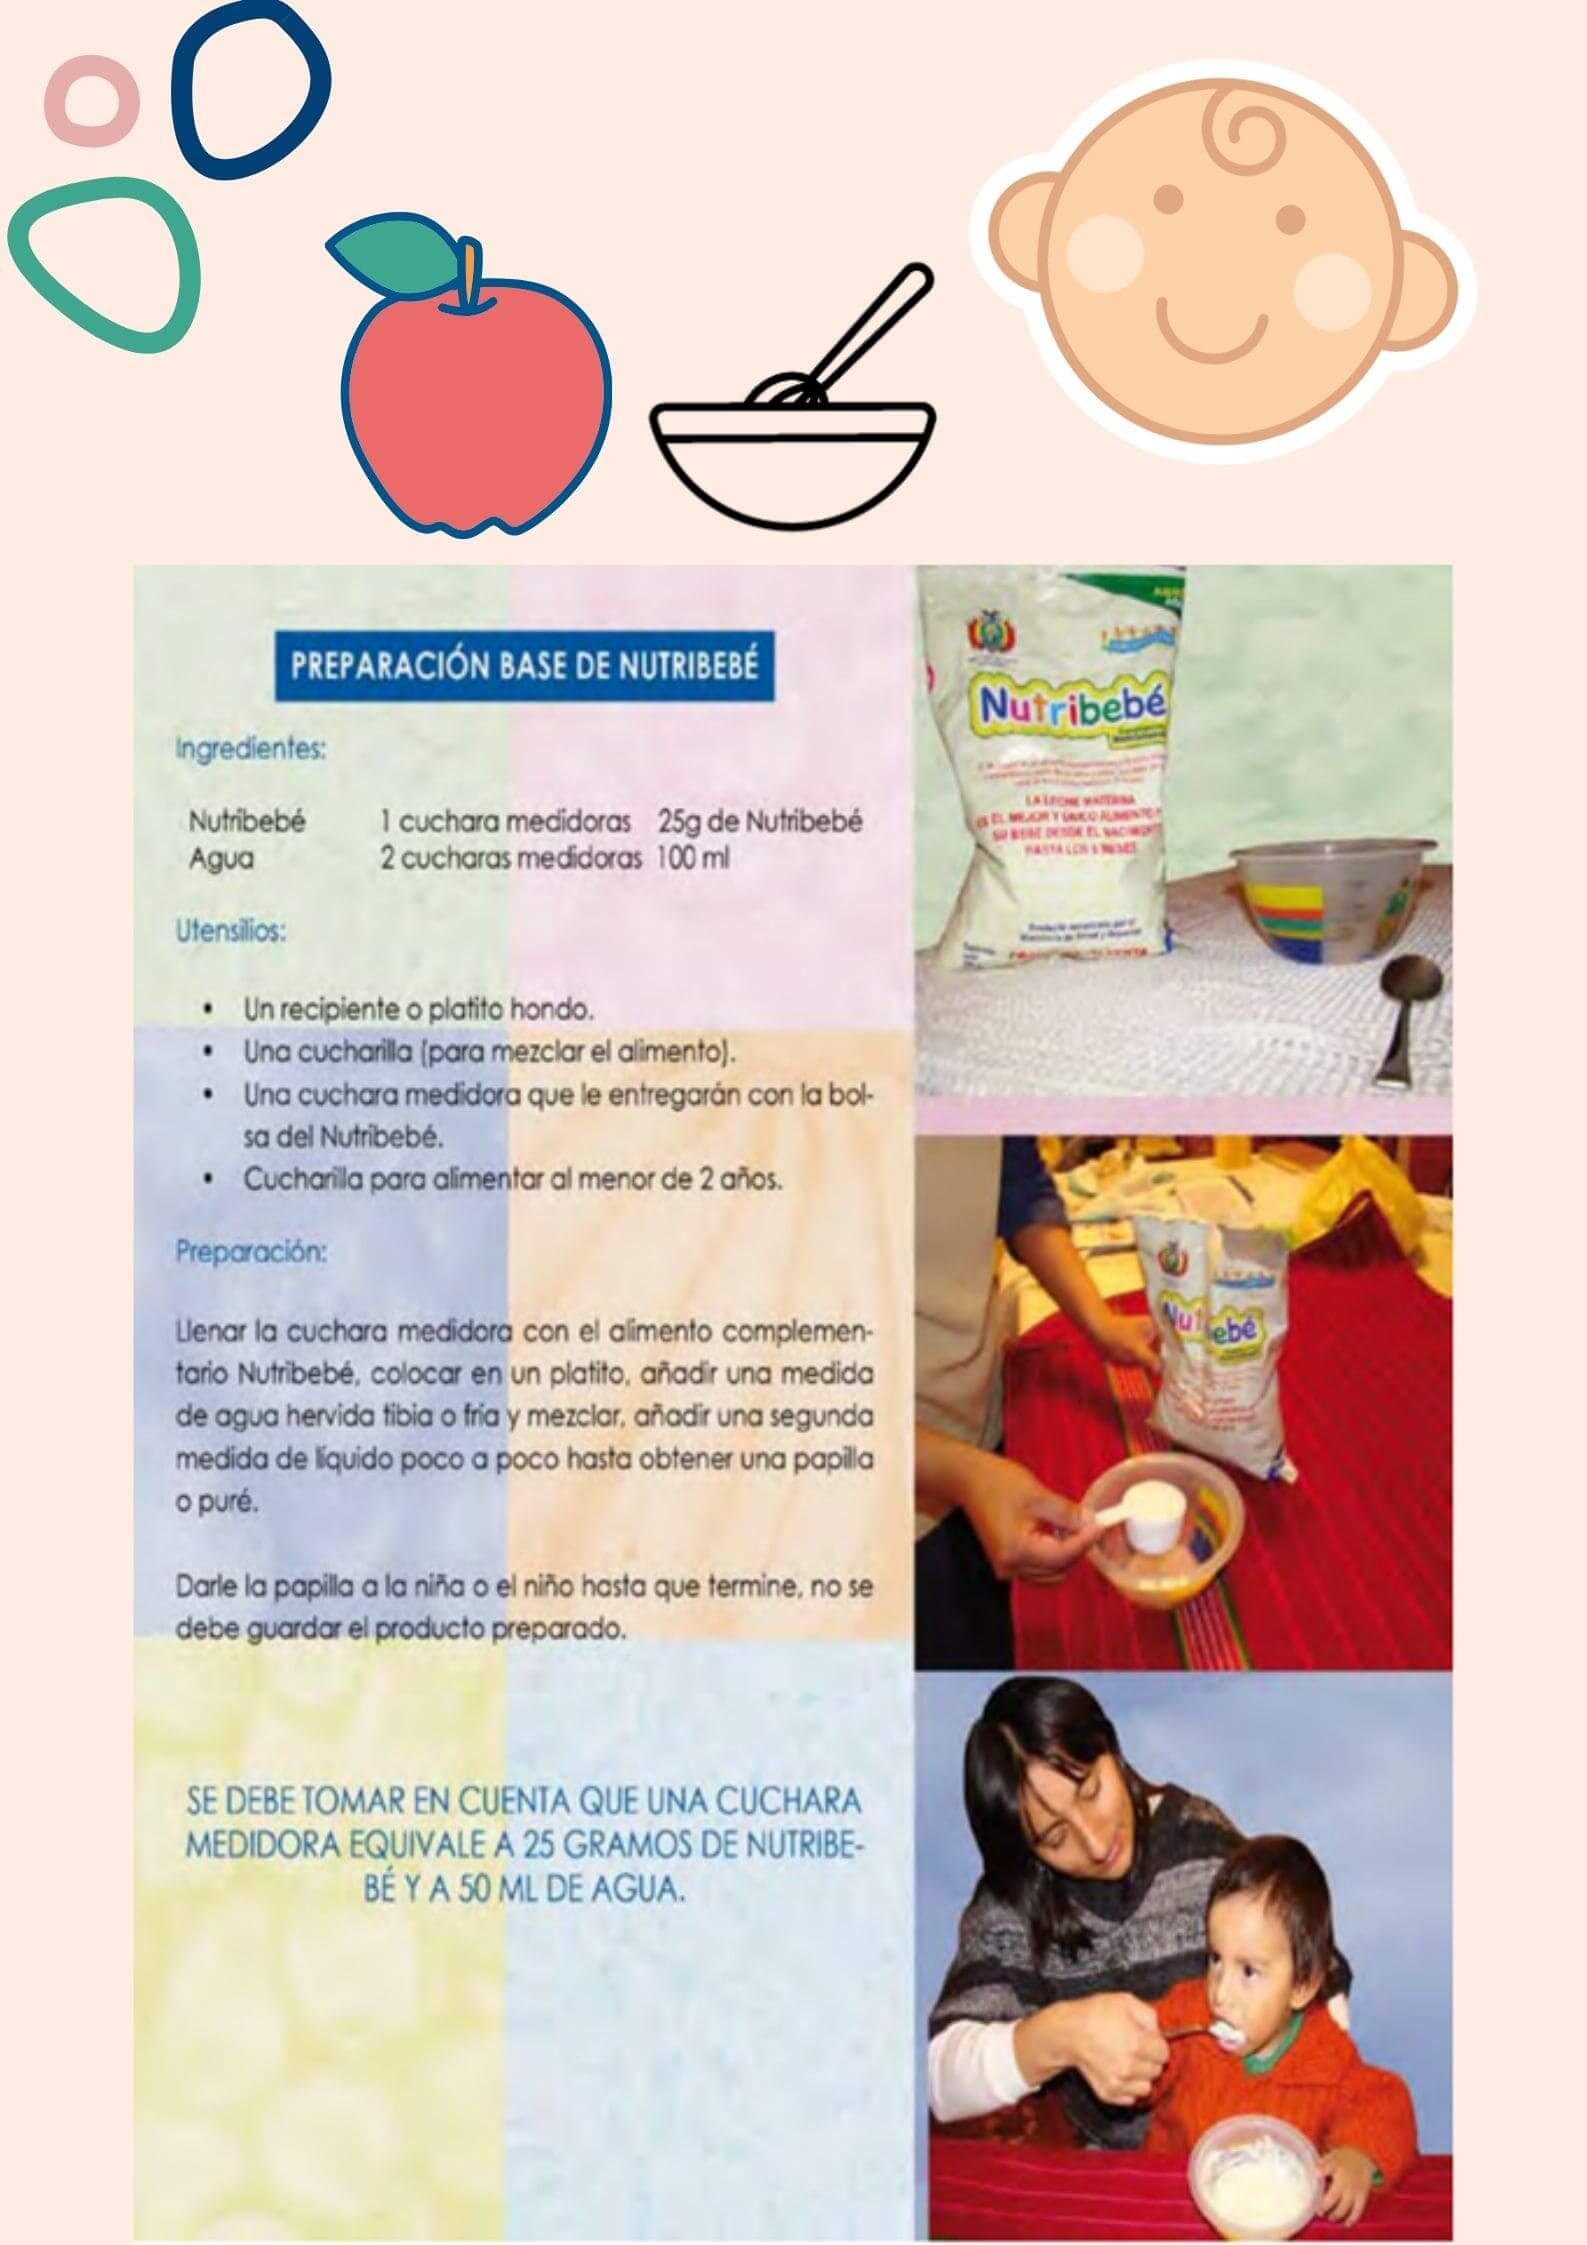 PREPARACIÓN BASE DE NUTRIBEBÉ
Ingredientes:
Nutribebé 1 cuchara medidoras 25g de Nutribebé
Agua 2 cucharas medidoras 100 ml
Utensilios:
• Un recipiente o platito hondo.
• Una cucharilla (para mezclar el alimento).
• Una cuchara medidora que le entregarán con la bol-
sa del Nutribebé.
• Cucharilla para alimentar al menor de 2 años.
Preparación:
Llenar la cuchara medidora con el alimento complemen-
tario Nutribebé, colocar en un platito, añadir una medida
de agua hervida tibia o fría y mezclar, añadir una segunda
medida de líquido poco a poco hasta obtener una papilla
o puré.
Darle la papilla a la niña o el niño hasta que termine, no se
debe guardar el producto preparado.
SE DEBE TOMAR EN CUENTA QUE UNA CUCHARA
MEDIDORA EQUIVALE A 25 GRAMOS DE NUTRIBE-
BÉ Y A 50 ML DE AGUA.
Nutribebé
LA LECHE MATERNA
ES EL MEJOR Y UNICO ALIMENTO
SU BEBE DESDE EL NACIMIENTO
HASTA LOS 6 MESES
Nut ebé